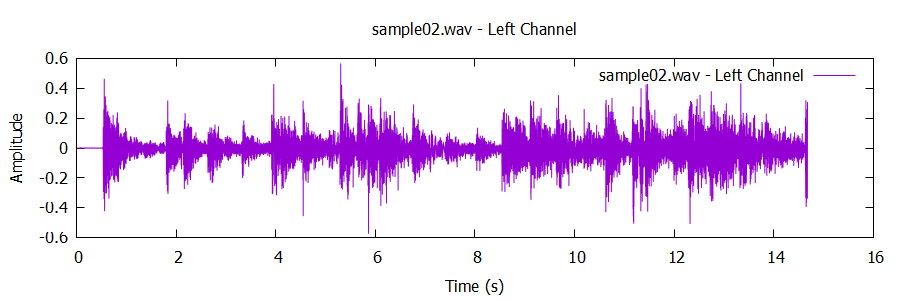 sample02.wav - Left Channel
sample02.wav - Left Channel
0.6
0.4
0.2
0
-0.2
-0.4
-0.6
Amplitude
0 2 4 6 8 10 12 14 16
Time (s)